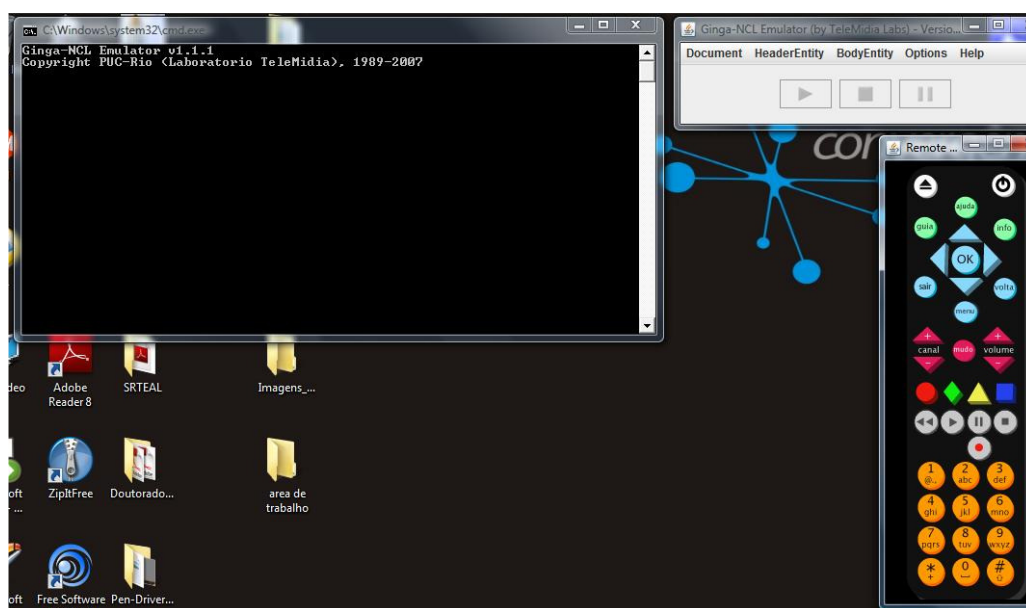 C:\Windows\system32\cmd.exe
Ginga-NCL Emulator v1.1.1
Copyright PUC-Rio (Laboratorio TeleMidia), 1989-2007
Ginga-NCL Emulator (by TeleMidia Labs) - Versio...
Document HeaderEntity BodyEntity Options Help
Remote ...
ajuda
guia info
OK
sair volta
menu
+ +
canal mudo volume
- -
1 2 3
@., abc def
4 5 6
ghi jkl mno
7 8 9
pqrs tuv wxyz
* 0 #
+
deo Adobe Reader 8
SRTEAL
Imagens_...
oft
ZipItFree
Doutorado...
area de
trabalho
oft
Free Software
Pen-Driver...